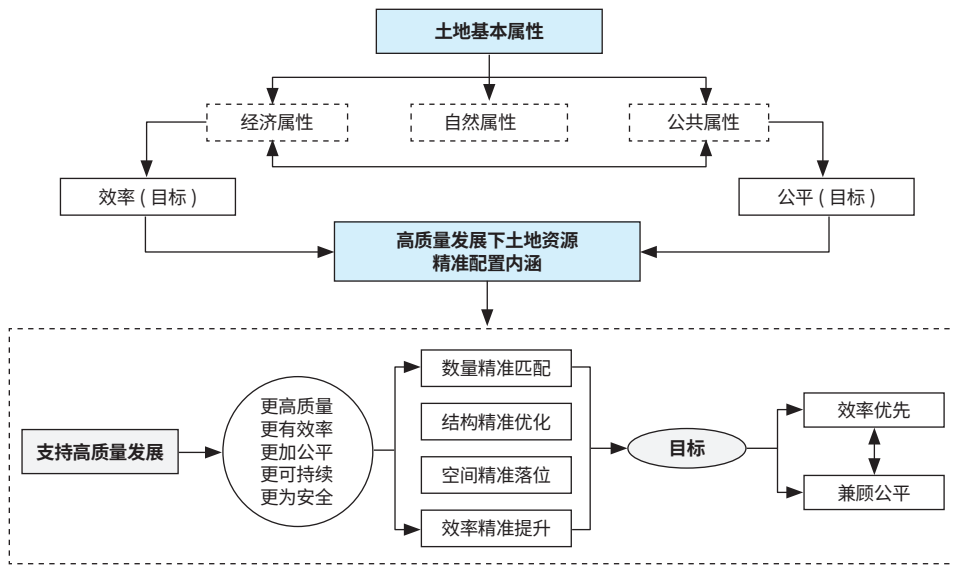 土地基本属性
经济属性
自然属性
公共属性
效率(目标)
公平(目标)
高质量发展下土地资源
精准配置内涵
支持高质量发展
更高质量
更有效率
更加公平
更可持续
更为安全
数量精准匹配
结构精准优化
空间精准落位
效率精准提升
目标
效率优先
兼顾公平